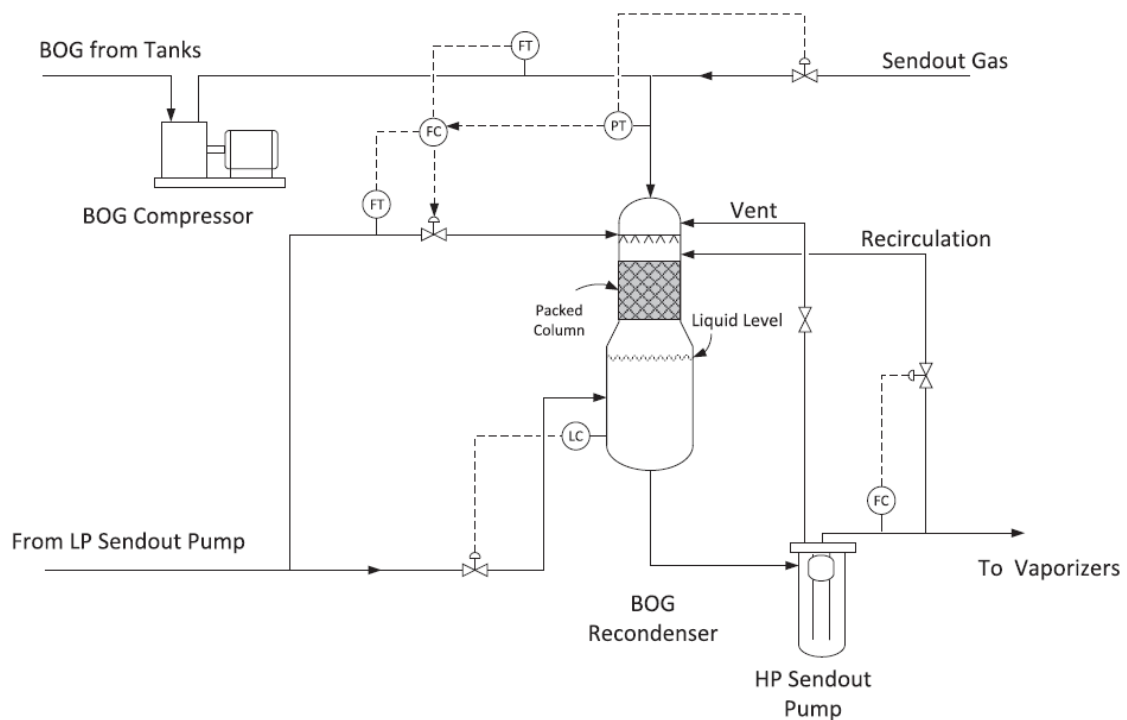 BOG from Tanks
FT
Sendout Gas
FC
PT
BOG Compressor
FT
Vent
Recirculation
Packed
Column
Liquid Level
LC
FC
From LP Sendout Pump
To Vaporizers
BOG
Recondenser
HP Sendout
Pump